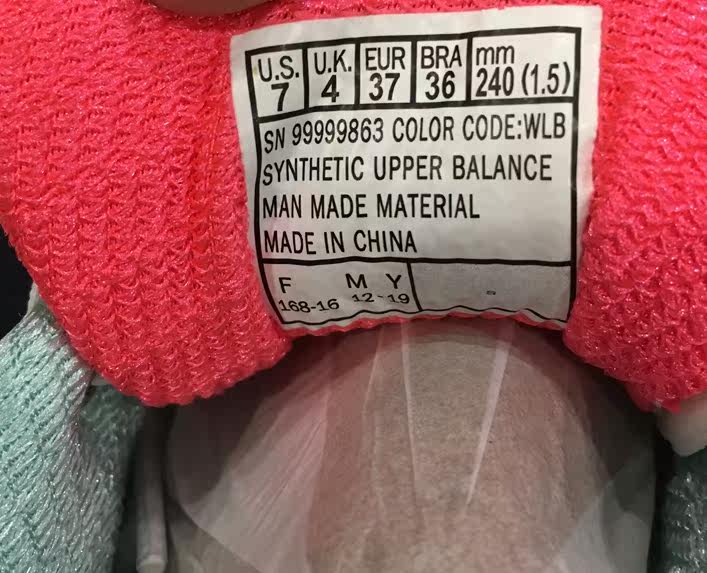 U.S. U.K. EUR BRA mm
7 4 37 36 240 (1.5)
SN 99999863 COLOR CODE:WLB
SYNTHETIC UPPER BALANCE
MAN MADE MATERIAL
MADE IN CHINA
F M Y
168-16 12-19